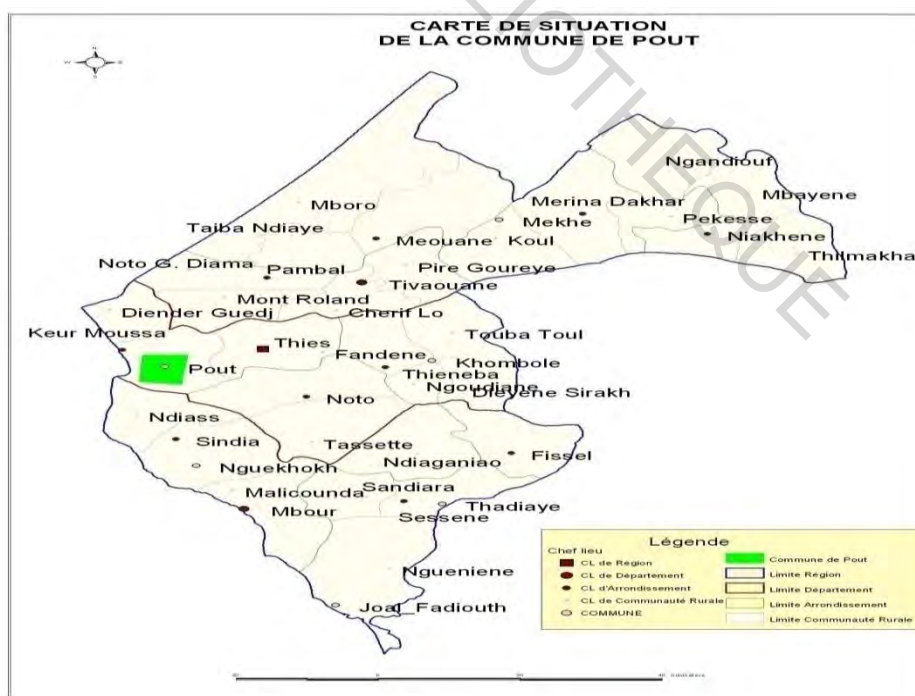 CARTE DE SITUATION
DE LA COMMUNE DE POUT
N
W
E
S
LIOTHEQUE
Ngandiouf
Mbayene
Mboro
Merina Dakhar
Mekhe
Pekesse
Taiba Ndiaye
Meouane
Koul
Niakhene
Thilmakha
Noto G. Diama
Pambal
Pire Goureye
Tivaouane
Mont Roland
Diender Guedj
Cherif Lo
Keur Moussa
Touba Toul
Thies
Fandene
Khombole
Pout
Thieneba
Ngoudiane
Dieyene Sirakh
Noto
Ndiass
Sindia
Tassette
Fissel
Nguekhokh
Ndiaganiao
Malicounda
Sandiara
Mbour
Thadiaye
Sessene
Ngueniene
Joal_Fadiouth
Légende
Chef lieu
CL de Région
CL de Département
CL d'Arrondissement
CL de Communauté Rurale
COMMUNE
Commune de Pout
Limite Région
Limite Département
Limite Arrondissement
Limite Communauté Rurale